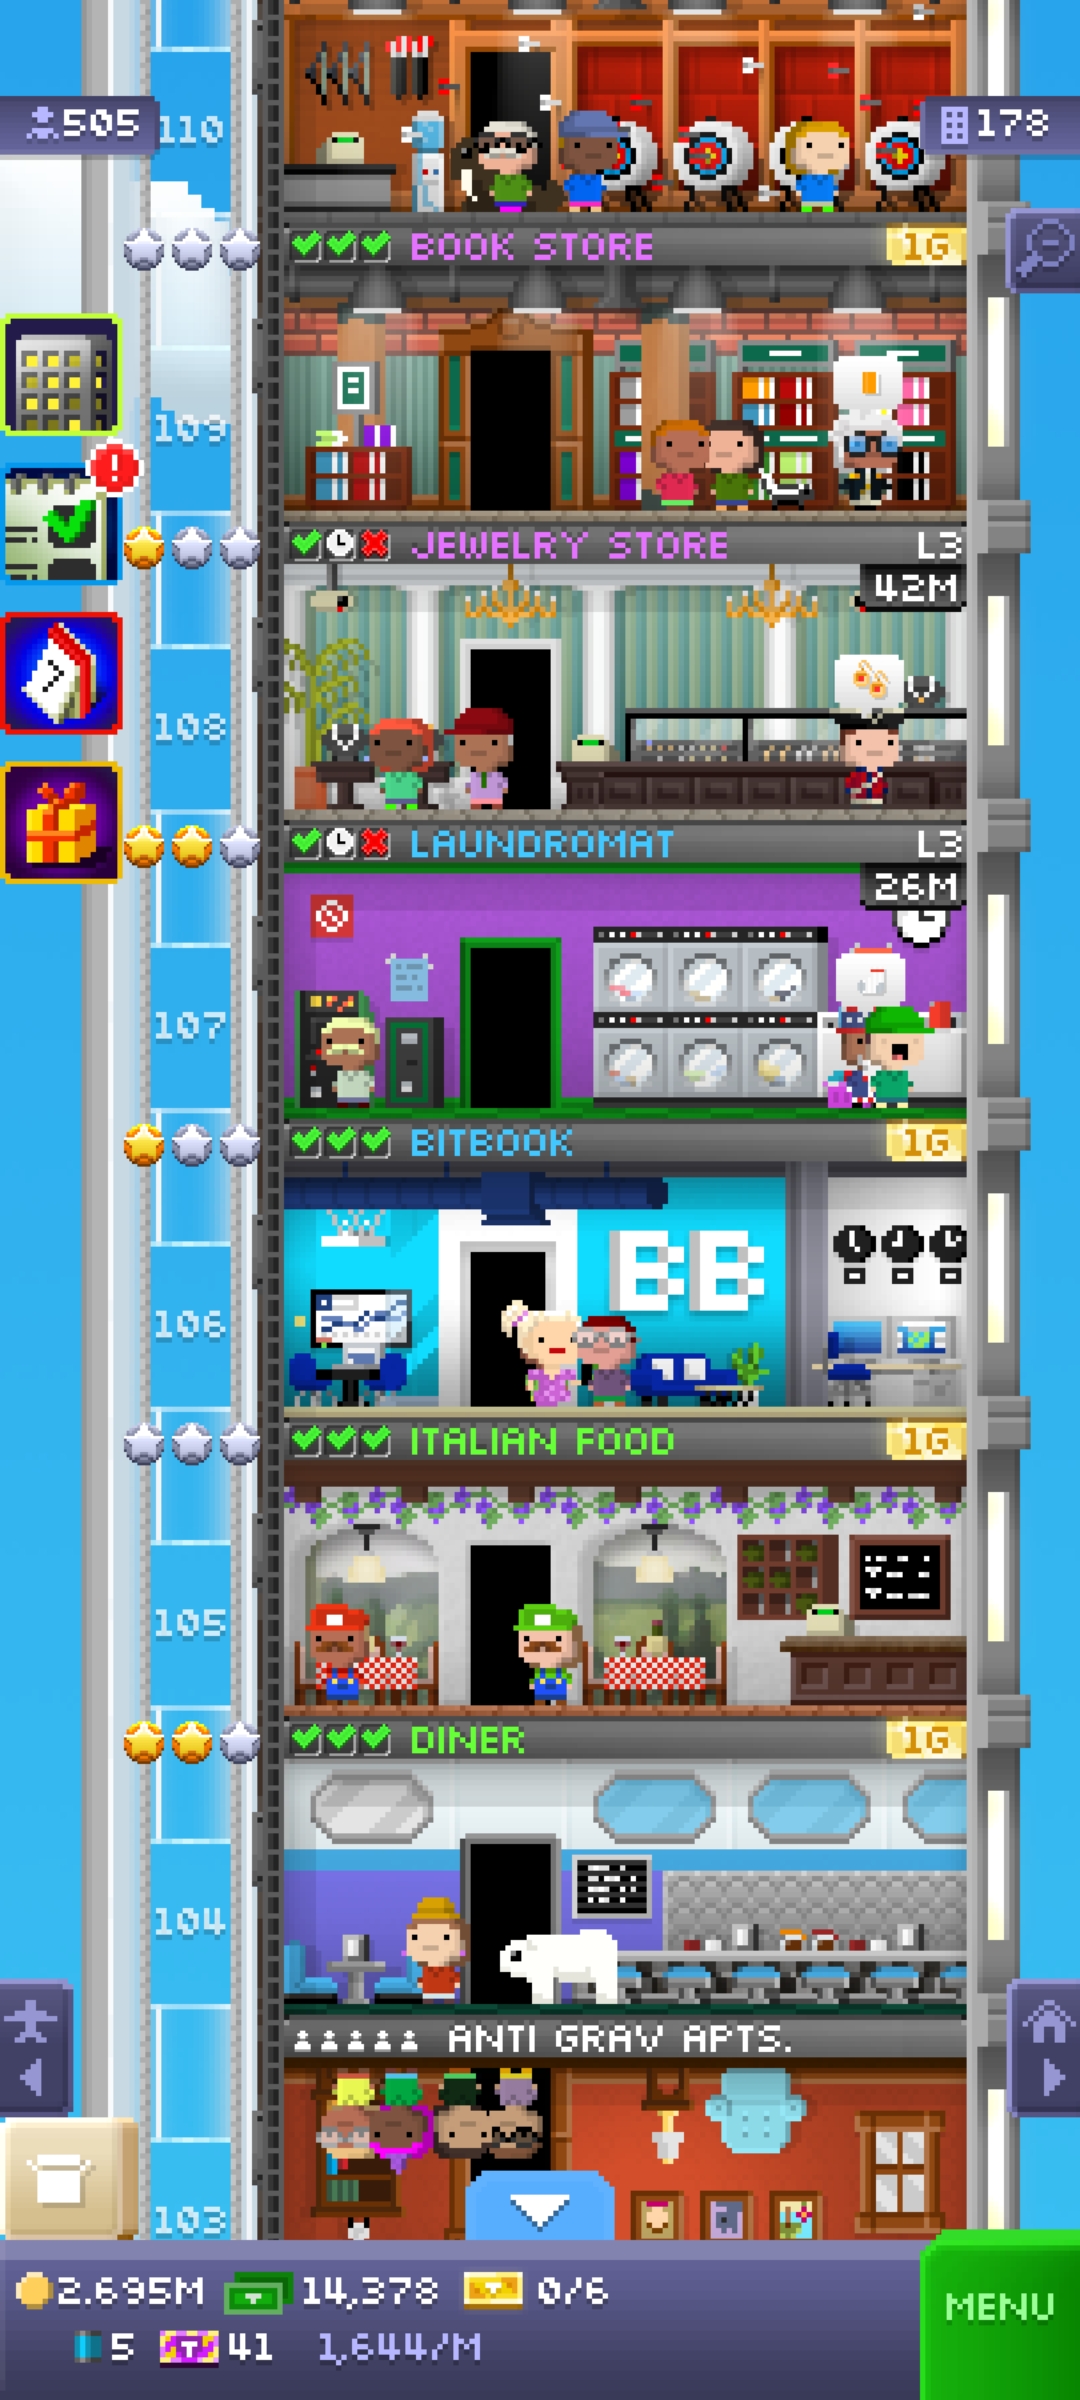 505
110
178
BOOK STORE
1G
109
JEWELRY STORE
L3
42M
7
108
LAUNDROMAT
L3
26M
107
BITBOOK
1G
BB
106
ITALIAN FOOD
1G
105
DINER
1G
104
ANTI GRAV APTS.
103
2.695M 14,378 0/6
MENU
5 T 41 1,644/M